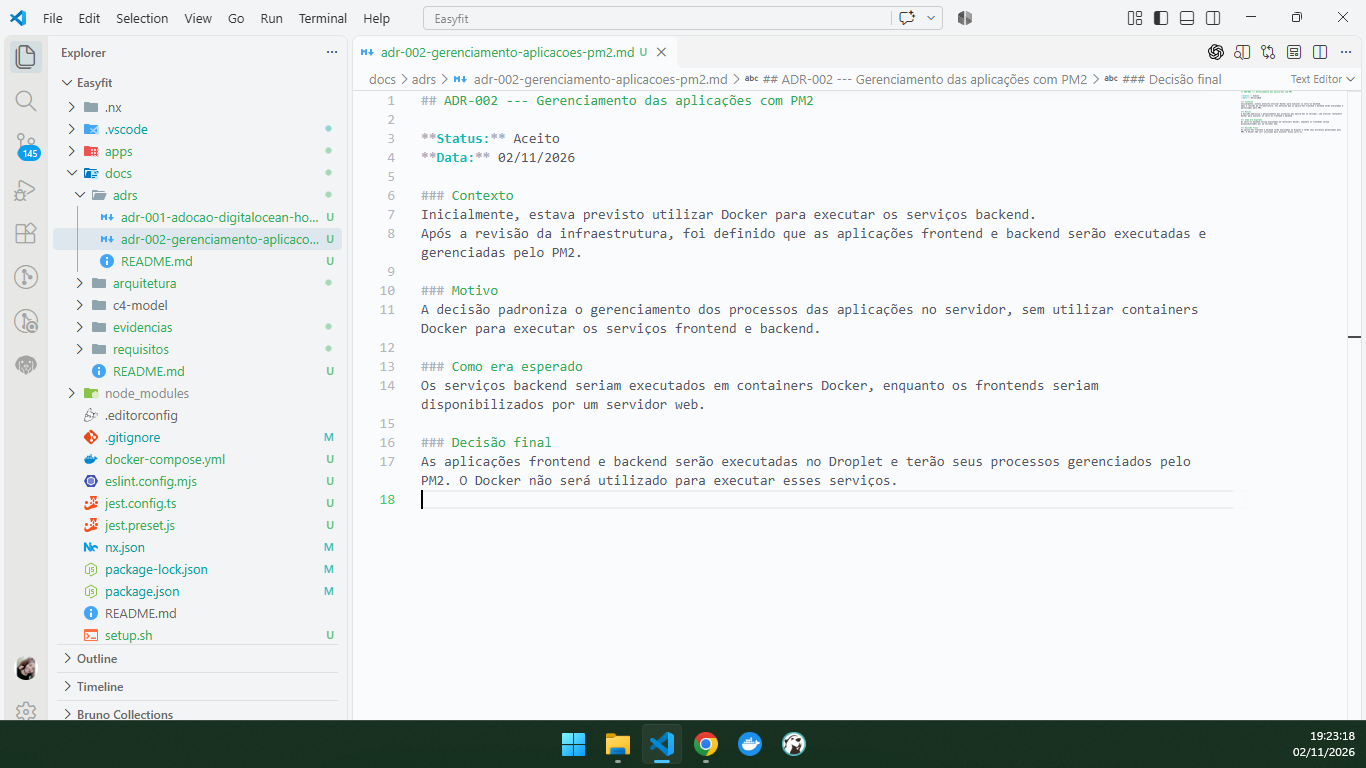 File Edit Selection View Go Run Terminal Help
Easyfit
Explorer
adr-002-gerenciamento-aplicacoes-pm2.md U
docs > adrs > adr-002-gerenciamento-aplicacoes-pm2.md > abc ## ADR-002 --- Gerenciamento das aplicações com PM2 > abc ### Decisão final
Text Editor
Easyfit
.nx
.vscode
apps
145
docs
adrs
adr-001-adocao-digitalocean-ho... U
adr-002-gerenciamento-aplicaco... U
README.md U
arquitetura
c4-model
evidencias
requisitos
README.md U
node_modules
.editorconfig
.gitignore M
docker-compose.yml U
eslint.config.mjs U
jest.config.ts U
jest.preset.js U
nx.json M
package-lock.json M
package.json M
README.md
setup.sh U
Outline
Timeline
Bruno Collections
1 ## ADR-002 --- Gerenciamento das aplicações com PM2
2
3 **Status:** Aceito
4 **Data:** 02/11/2026
5
6 ### Contexto
7 Inicialmente, estava previsto utilizar Docker para executar os serviços backend.
8 Após a revisão da infraestrutura, foi definido que as aplicações frontend e backend serão executadas e
gerenciadas pelo PM2.
9
10 ### Motivo
11 A decisão padroniza o gerenciamento dos processos das aplicações no servidor, sem utilizar containers
Docker para executar os serviços frontend e backend.
12
13 ### Como era esperado
14 Os serviços backend seriam executados em containers Docker, enquanto os frontends seriam
disponibilizados por um servidor web.
15
16 ### Decisão final
17 As aplicações frontend e backend serão executadas no Droplet e terão seus processos gerenciados pelo
PM2. O Docker não será utilizado para executar esses serviços.
18
19:23:18
02/11/2026